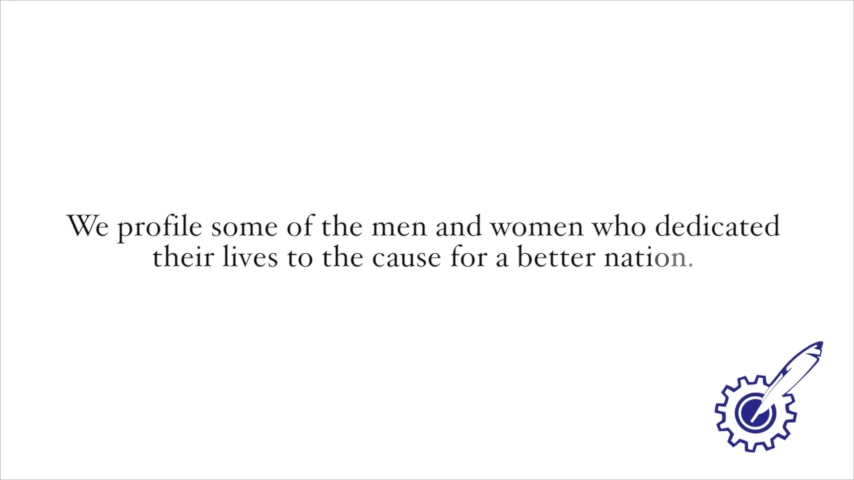 We profile some of the men and women who dedicated
their lives to the cause for a better nation.